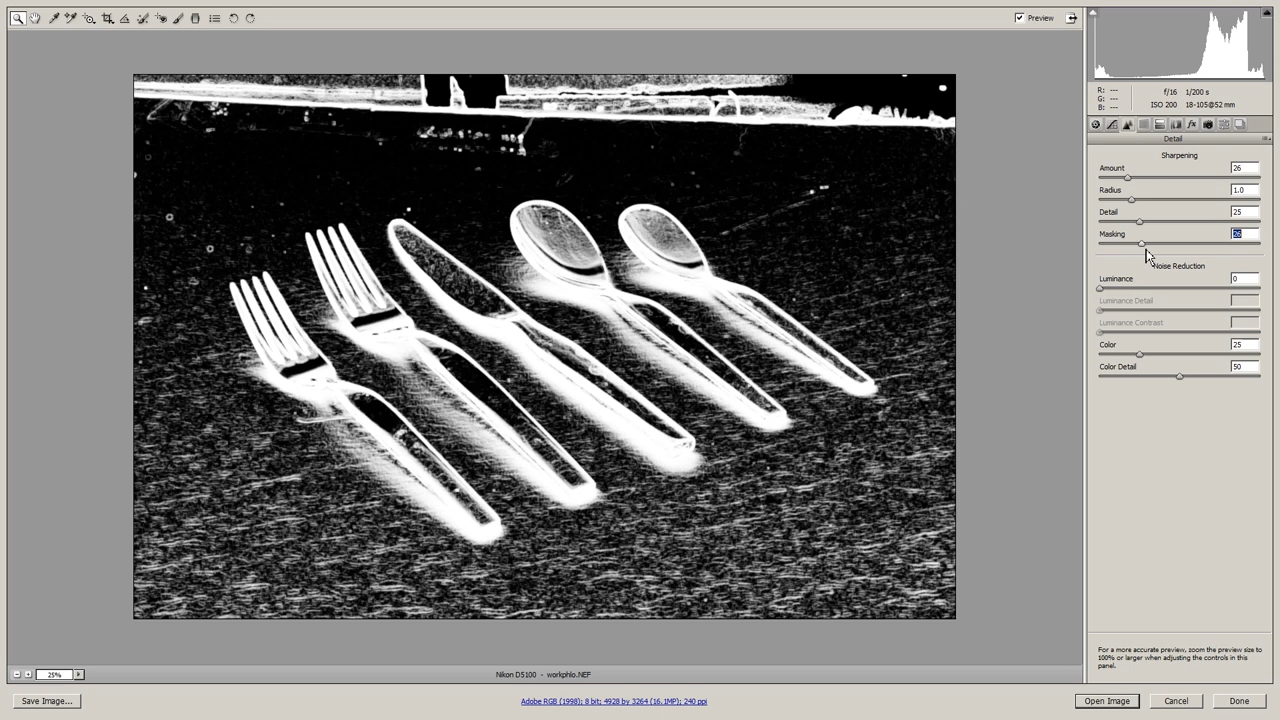 Preview
R: ---
G: ---
B: ---
f/16 1/200 s
ISO 200 18-105@52 mm
Detail
Sharpening
Amount 26
Radius 1.0
Detail 25
Masking 26
Noise Reduction
Luminance 0
Luminance Detail
Luminance Contrast
Color 25
Color Detail 50
For a more accurate preview, zoom the preview size to
100% or larger when adjusting the controls in this
panel.
25%
Nikon D5100 - workphlo.NEF
Save Image...
Adobe RGB (1998); 8 bit; 4928 by 3264 (16.1MP); 240 ppi
Open Image
Cancel
Done